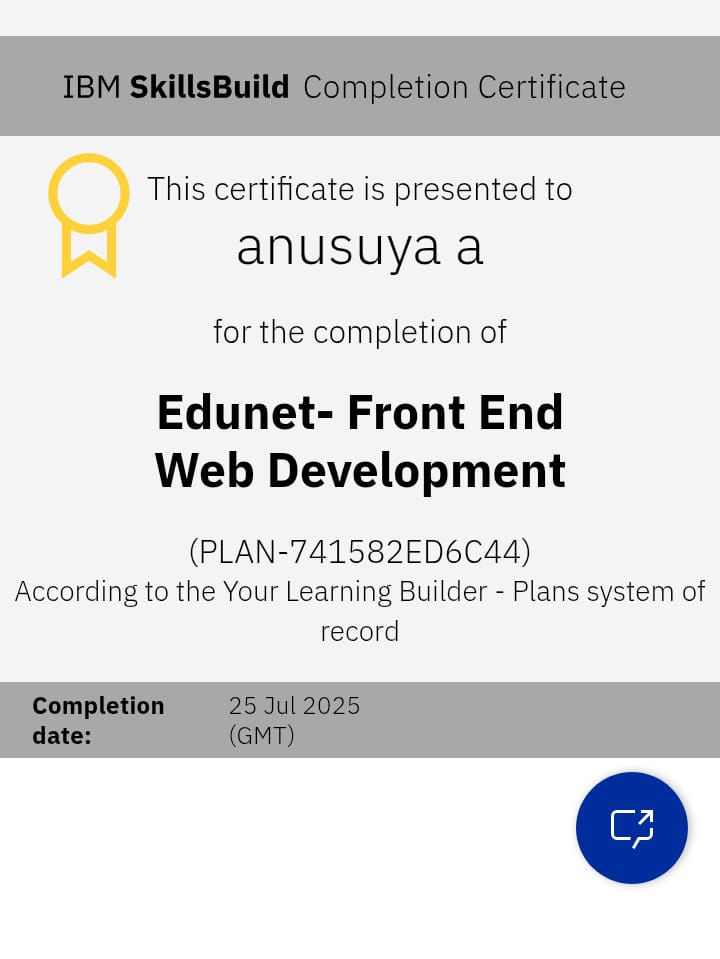 IBM SkillsBuild Completion Certificate
This certificate is presented to
anusuya a
for the completion of
Edunet- Front End
Web Development
(PLAN-741582ED6C44)
According to the Your Learning Builder - Plans system of
record
Completion date: 25 Jul 2025 (GMT)